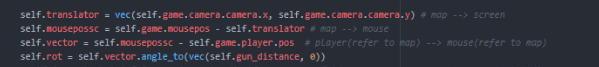 self.translator = vec(self.game.camera.camera.x, self.game.camera.camera.y) # map --> screen
self.mousepossc = self.game.mousepos - self.translator # map --> mouse
self.vector = self.mousepossc - self.game.player.pos  # player(refer to map) --> mouse(refer to map)
self.rot = self.vector.angle_to(vec(self.gun_distance, 0))